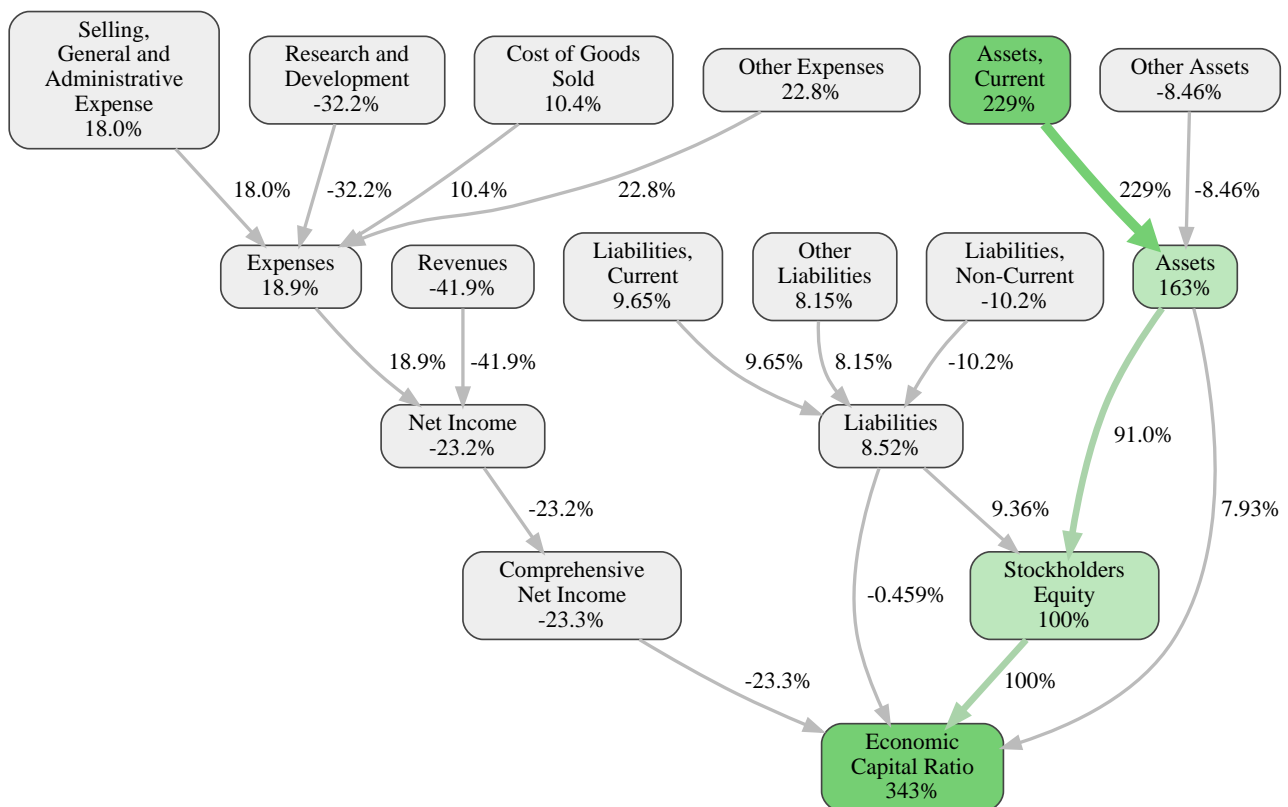 Selling,
General and
Administrative
Expense
18.0%
Research and
Development
-32.2%
Cost of Goods
Sold
10.4%
Other Expenses
22.8%
Assets,
Current
229%
Other Assets
-8.46%
18.0%
-32.2%
10.4%
22.8%
229%
-8.46%
Expenses
18.9%
Revenues
-41.9%
Liabilities,
Current
9.65%
Other
Liabilities
8.15%
Liabilities,
Non-Current
-10.2%
Assets
163%
18.9%
-41.9%
9.65%
8.15%
-10.2%
Net Income
-23.2%
Liabilities
8.52%
91.0%
-23.2%
9.36%
7.93%
Comprehensive
Net Income
-23.3%
-0.459%
Stockholders
Equity
100%
-23.3%
100%
Economic
Capital Ratio
343%